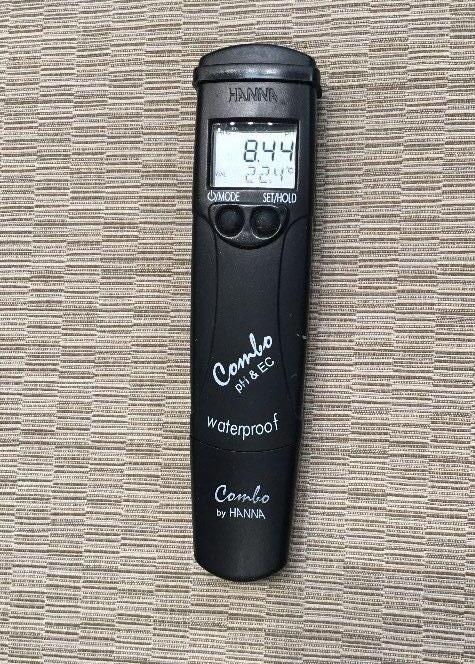 HANNA
8.44
22.4°C
⏻/MODE SET/HOLD
Combo
pH & EC
waterproof
Combo
by HANNA